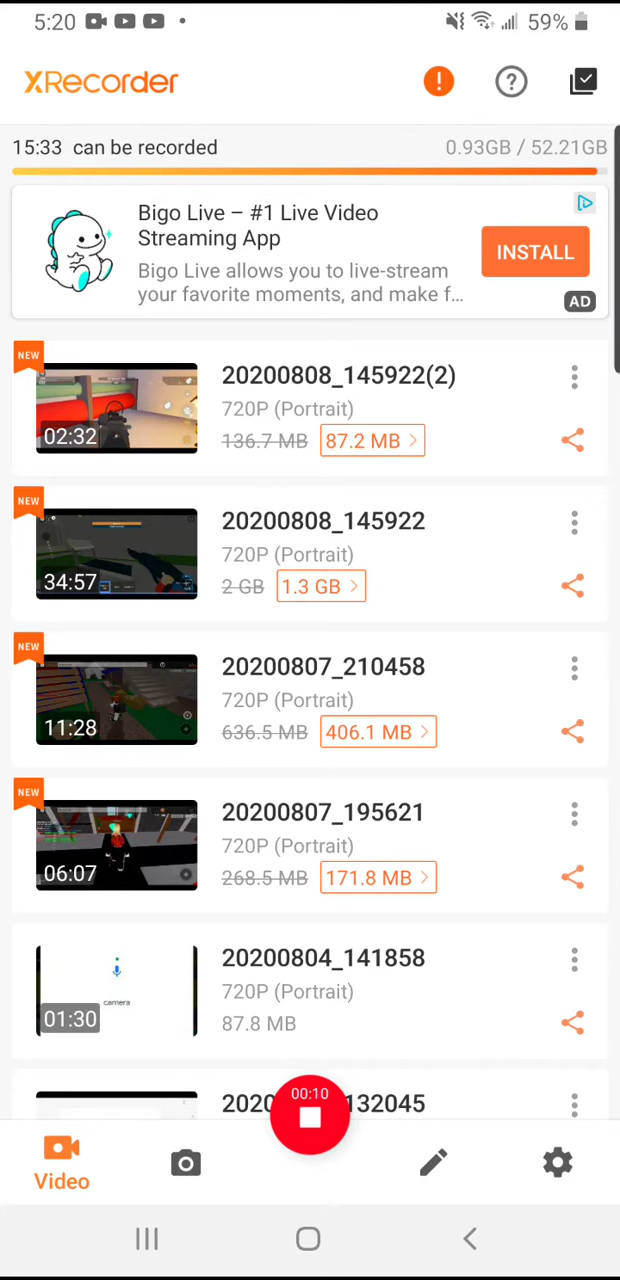 5:20
59%
XRecorder
!
?
15:33 can be recorded
0.93GB / 52.21GB
Bigo Live – #1 Live Video
Streaming App
Bigo Live allows you to live-stream
your favorite moments, and make f...
INSTALL
AD
NEW
20200808_145922(2)
720P (Portrait)
02:32
136.7 MB
87.2 MB >
NEW
20200808_145922
720P (Portrait)
34:57
2 GB
1.3 GB >
NEW
20200807_210458
720P (Portrait)
11:28
636.5 MB
406.1 MB >
NEW
20200807_195621
720P (Portrait)
06:07
268.5 MB
171.8 MB >
20200804_141858
720P (Portrait)
camera
01:30
87.8 MB
00:10
132045
Video